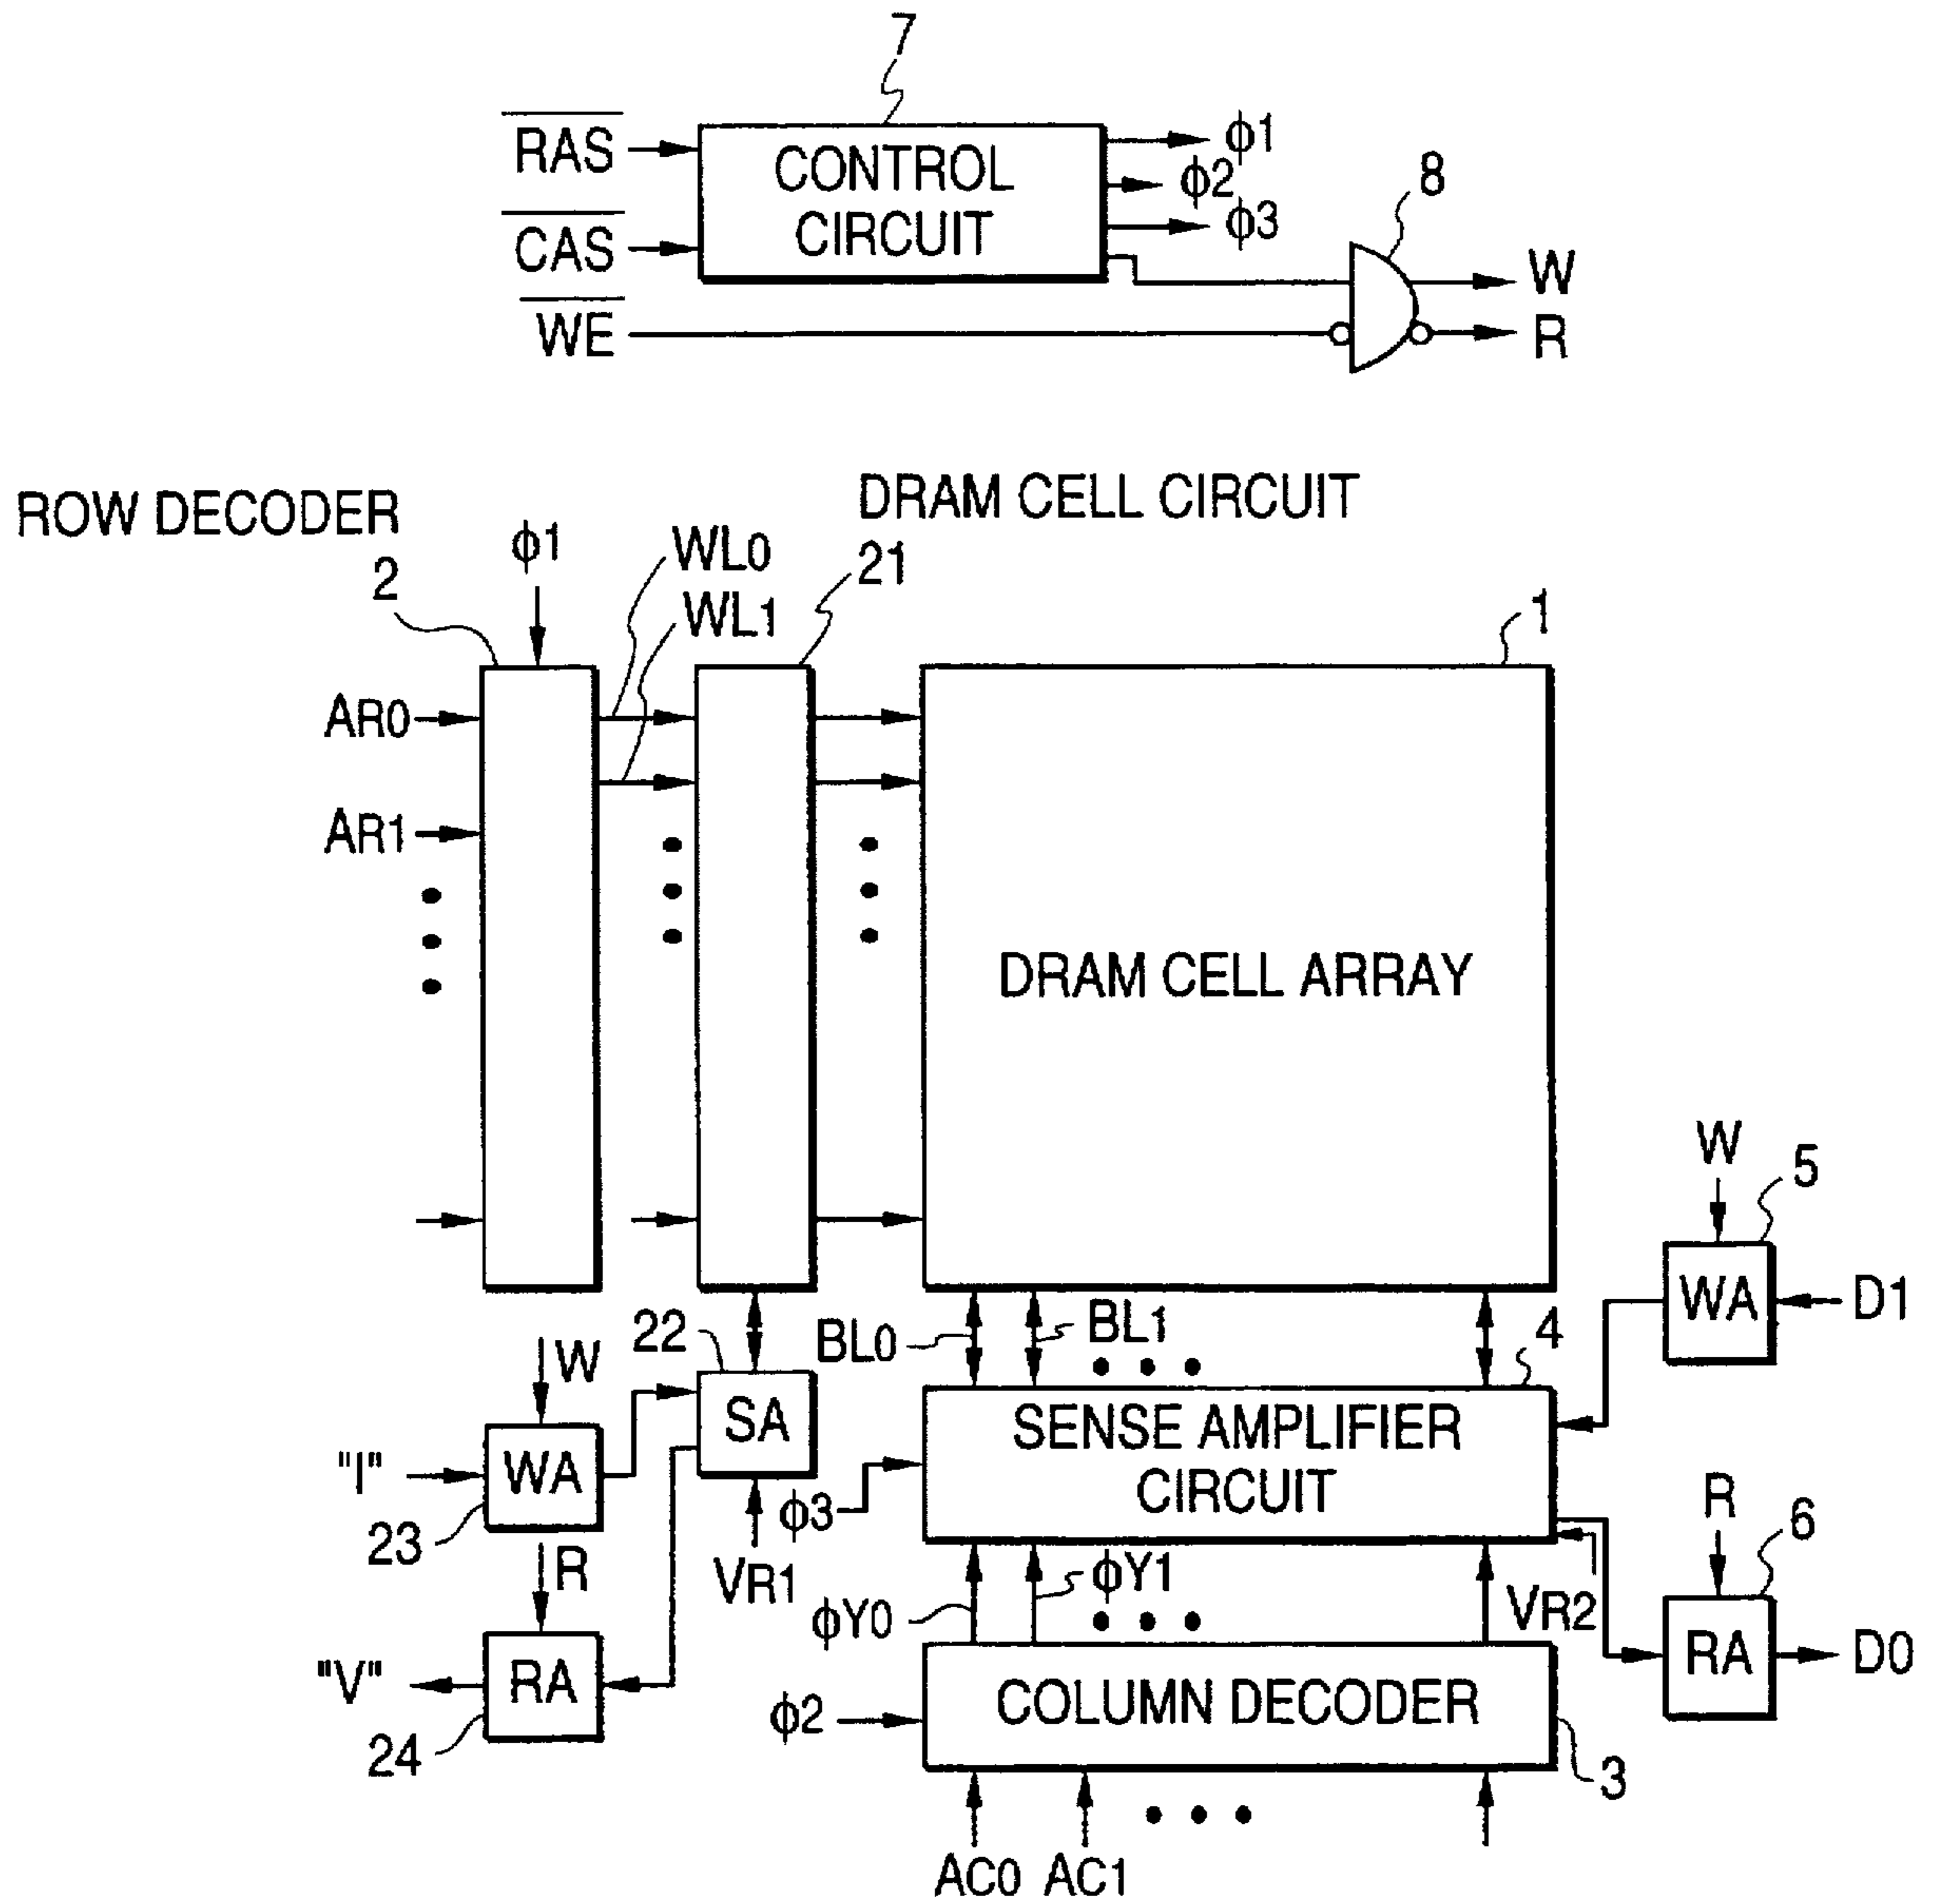 7
RAS
CONTROL
CIRCUIT
ϕ1
ϕ2
ϕ3
CAS
8
WE
W
R
ROW DECODER
2
ϕ1
WL0
WL1
DRAM CELL CIRCUIT
21
1
AR0
AR1
DRAM CELL ARRAY
W
5
WA
D1
22
BL0
BL1
4
W
SA
SENSE AMPLIFIER
CIRCUIT
"I"
WA
23
ϕ3
R
6
R
VR1
ϕY0
ϕY1
VR2
"V"
RA
24
ϕ2
COLUMN DECODER
RA
D0
3
AC0
AC1